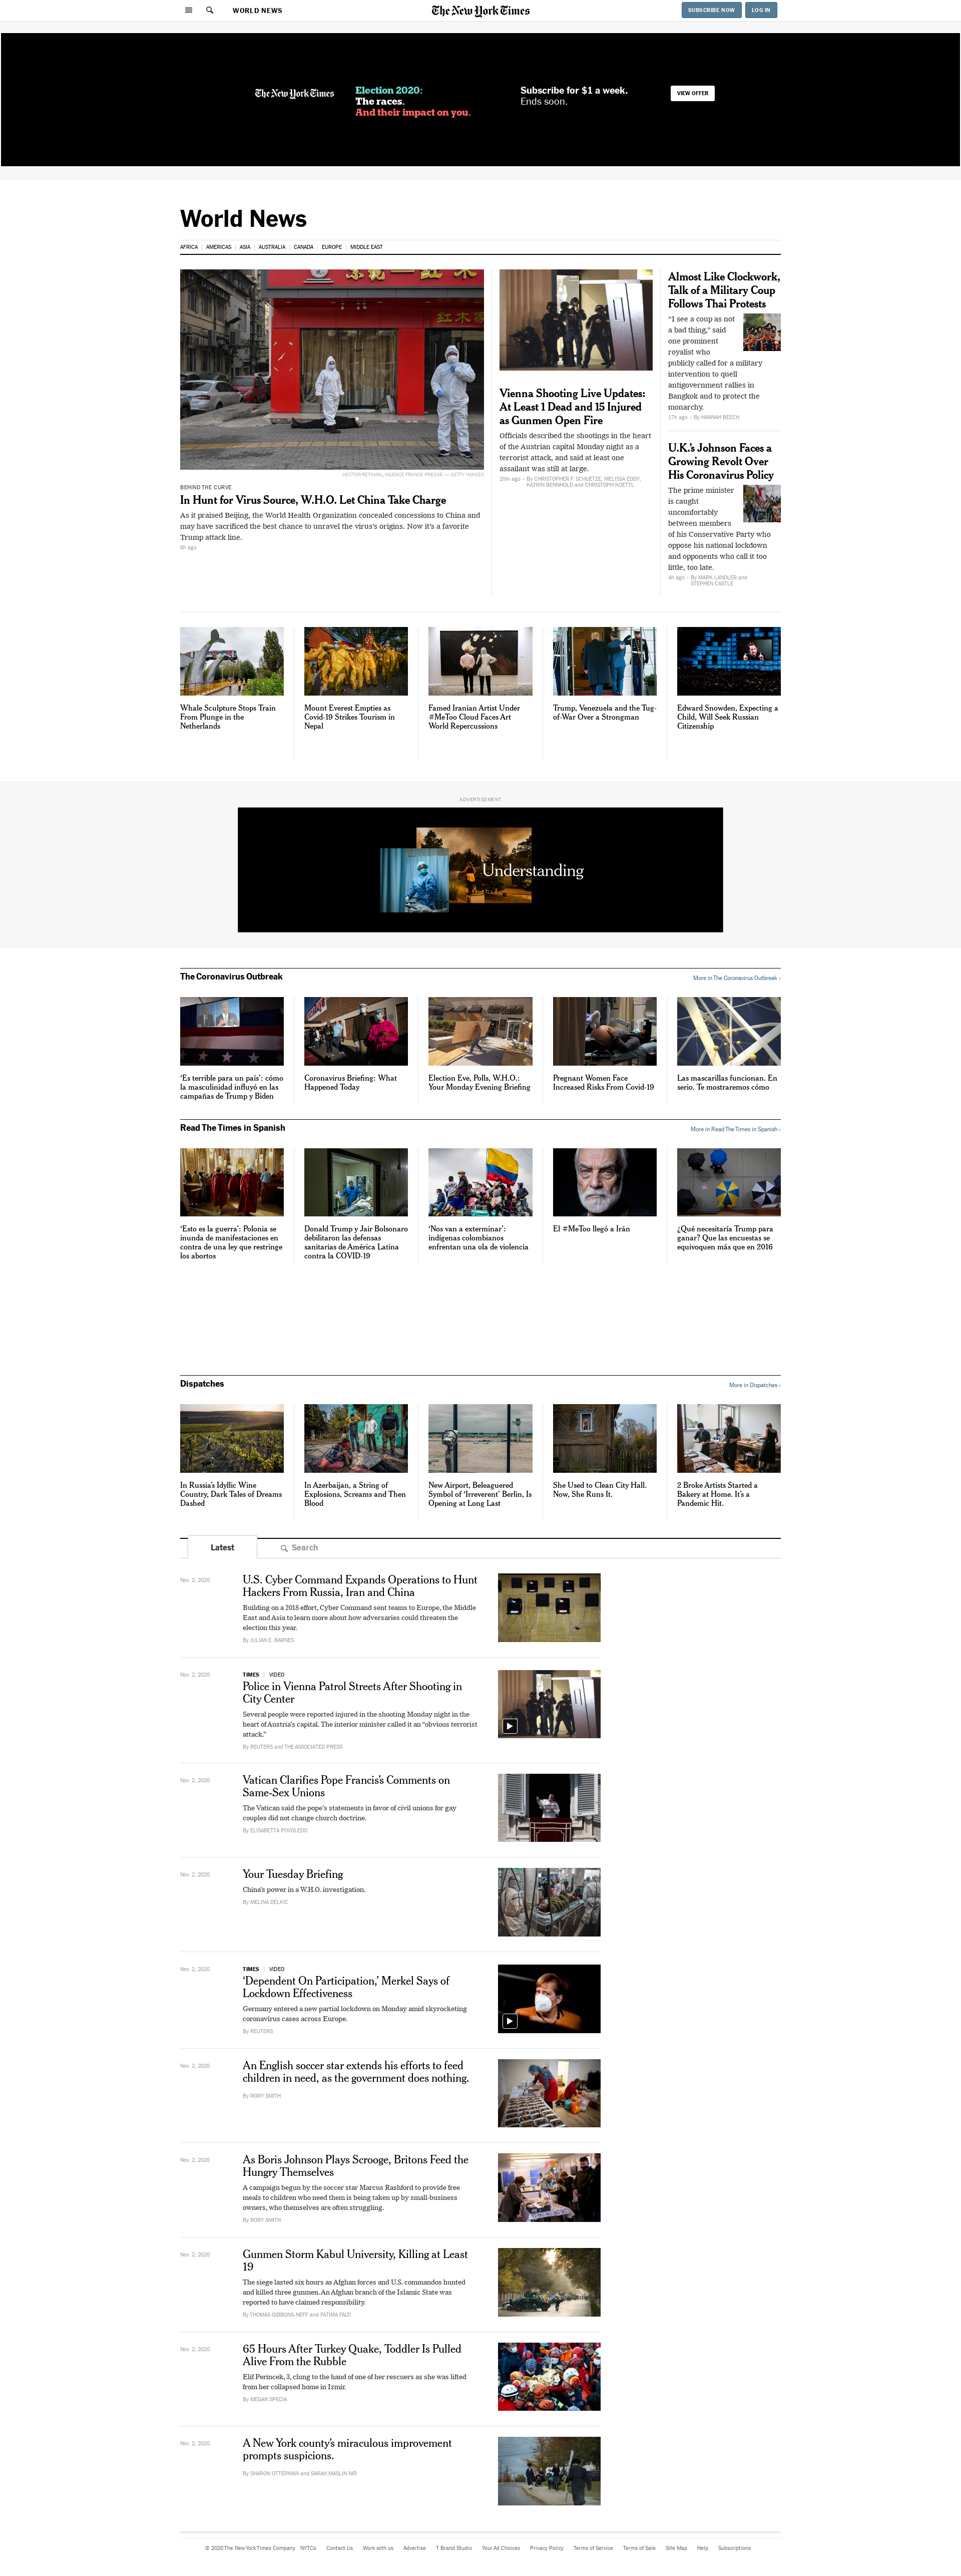 WORLD NEWS
The New York Times
SUBSCRIBE NOW
LOG IN
The New York Times
Election 2020:
The races.
And their impact on you.
Subscribe for $1 a week.
Ends soon.
VIEW OFFER
World News
AFRICA | AMERICAS | ASIA | AUSTRALIA | CANADA | EUROPE | MIDDLE EAST
HECTOR RETAMAL/AGENCE FRANCE-PRESSE — GETTY IMAGES
BEHIND THE CURVE
In Hunt for Virus Source, W.H.O. Let China Take Charge
As it praised Beijing, the World Health Organization concealed concessions to China and
may have sacrificed the best chance to unravel the virus's origins. Now it's a favorite
Trump attack line.
6h ago
Vienna Shooting Live Updates:
At Least 1 Dead and 15 Injured
as Gunmen Open Fire
Officials described the shootings in the heart
of the Austrian capital Monday night as a
terrorist attack, and said at least one
assailant was still at large.
20m ago • By CHRISTOPHER F. SCHUETZE, MELISSA EDDY,
KATRIN BENNHOLD and CHRISTOPH KOETTL
Almost Like Clockwork,
Talk of a Military Coup
Follows Thai Protests
“I see a coup as not
a bad thing,” said
one prominent
royalist who
publicly called for a military
intervention to quell
antigovernment rallies in
Bangkok and to protect the
monarchy.
17h ago • By HANNAH BEECH
U.K.'s Johnson Faces a
Growing Revolt Over
His Coronavirus Policy
The prime minister
is caught
uncomfortably
between members
of his Conservative Party who
oppose his national lockdown
and opponents who call it too
little, too late.
4h ago • By MARK LANDLER and
STEPHEN CASTLE
Whale Sculpture Stops Train
From Plunge in the
Netherlands
Mount Everest Empties as
Covid-19 Strikes Tourism in
Nepal
Famed Iranian Artist Under
#MeToo Cloud Faces Art
World Repercussions
Trump, Venezuela and the Tug-
of-War Over a Strongman
Edward Snowden, Expecting a
Child, Will Seek Russian
Citizenship
ADVERTISEMENT
Understanding
The Coronavirus Outbreak
More in The Coronavirus Outbreak ›
‘Es terrible para un país’: cómo
la masculinidad influyó en las
campañas de Trump y Biden
Coronavirus Briefing: What
Happened Today
Election Eve, Polls, W.H.O.:
Your Monday Evening Briefing
Pregnant Women Face
Increased Risks From Covid-19
Las mascarillas funcionan. En
serio. Te mostraremos cómo
Read The Times in Spanish
More in Read The Times in Spanish ›
‘Esto es la guerra’: Polonia se
inunda de manifestaciones en
contra de una ley que restringe
los abortos
Donald Trump y Jair Bolsonaro
debilitaron las defensas
sanitarias de América Latina
contra la COVID-19
‘Nos van a exterminar’:
indígenas colombianos
enfrentan una ola de violencia
El #MeToo llegó a Irán
¿Qué necesitaría Trump para
ganar? Que las encuestas se
equivoquen más que en 2016
Dispatches
More in Dispatches ›
In Russia's Idyllic Wine
Country, Dark Tales of Dreams
Dashed
In Azerbaijan, a String of
Explosions, Screams and Then
Blood
New Airport, Beleaguered
Symbol of ‘Irreverent’ Berlin, Is
Opening at Long Last
She Used to Clean City Hall.
Now, She Runs It.
2 Broke Artists Started a
Bakery at Home. It's a
Pandemic Hit.
Latest
Search
Nov. 2, 2020
U.S. Cyber Command Expands Operations to Hunt
Hackers From Russia, Iran and China
Building on a 2018 effort, Cyber Command sent teams to Europe, the Middle
East and Asia to learn more about how adversaries could threaten the
election this year.
By JULIAN E. BARNES
Nov. 2, 2020
TIMES | VIDEO
Police in Vienna Patrol Streets After Shooting in
City Center
Several people were reported injured in the shooting Monday night in the
heart of Austria's capital. The interior minister called it an “obvious terrorist
attack.”
By REUTERS and THE ASSOCIATED PRESS
Nov. 2, 2020
Vatican Clarifies Pope Francis's Comments on
Same-Sex Unions
The Vatican said the pope's statements in favor of civil unions for gay
couples did not change church doctrine.
By ELISABETTA POVOLEDO
Nov. 2, 2020
Your Tuesday Briefing
China's power in a W.H.O. investigation.
By MELINA DELKIC
Nov. 2, 2020
TIMES | VIDEO
‘Dependent On Participation,’ Merkel Says of
Lockdown Effectiveness
Germany entered a new partial lockdown on Monday amid skyrocketing
coronavirus cases across Europe.
By REUTERS
Nov. 2, 2020
An English soccer star extends his efforts to feed
children in need, as the government does nothing.
By RORY SMITH
Nov. 2, 2020
As Boris Johnson Plays Scrooge, Britons Feed the
Hungry Themselves
A campaign begun by the soccer star Marcus Rashford to provide free
meals to children who need them is being taken up by small-business
owners, who themselves are often struggling.
By RORY SMITH
Nov. 2, 2020
Gunmen Storm Kabul University, Killing at Least
19
The siege lasted six hours as Afghan forces and U.S. commandos hunted
and killed three gunmen. An Afghan branch of the Islamic State was
reported to have claimed responsibility.
By THOMAS GIBBONS-NEFF and FATIMA FAIZI
Nov. 2, 2020
65 Hours After Turkey Quake, Toddler Is Pulled
Alive From the Rubble
Elif Perincek, 3, clung to the hand of one of her rescuers as she was lifted
from her collapsed home in Izmir.
By MEGAN SPECIA
Nov. 2, 2020
A New York county's miraculous improvement
prompts suspicions.
By SHARON OTTERMAN and SARAH MASLIN NIR
© 2020 The New York Times Company NYTCo Contact Us Work with us Advertise T Brand Studio Your Ad Choices Privacy Policy Terms of Service Terms of Sale Site Map Help Subscriptions